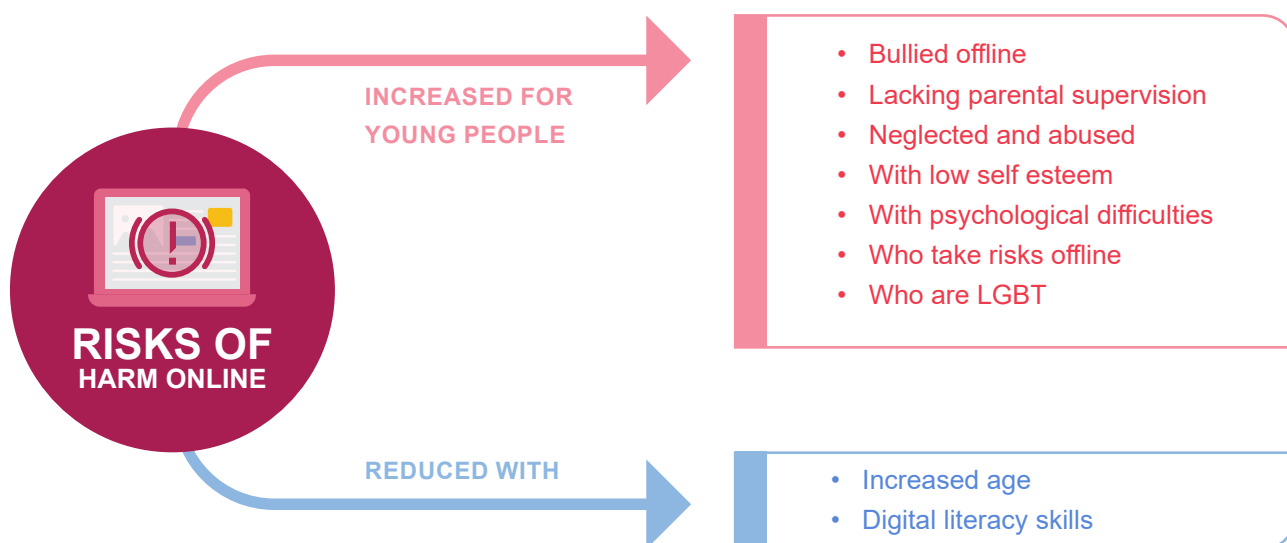 RISKS OF
HARM ONLINE
INCREASED FOR
YOUNG PEOPLE
• Bullied offline
• Lacking parental supervision
• Neglected and abused
• With low self esteem
• With psychological difficulties
• Who take risks offline
• Who are LGBT
REDUCED WITH
• Increased age
• Digital literacy skills